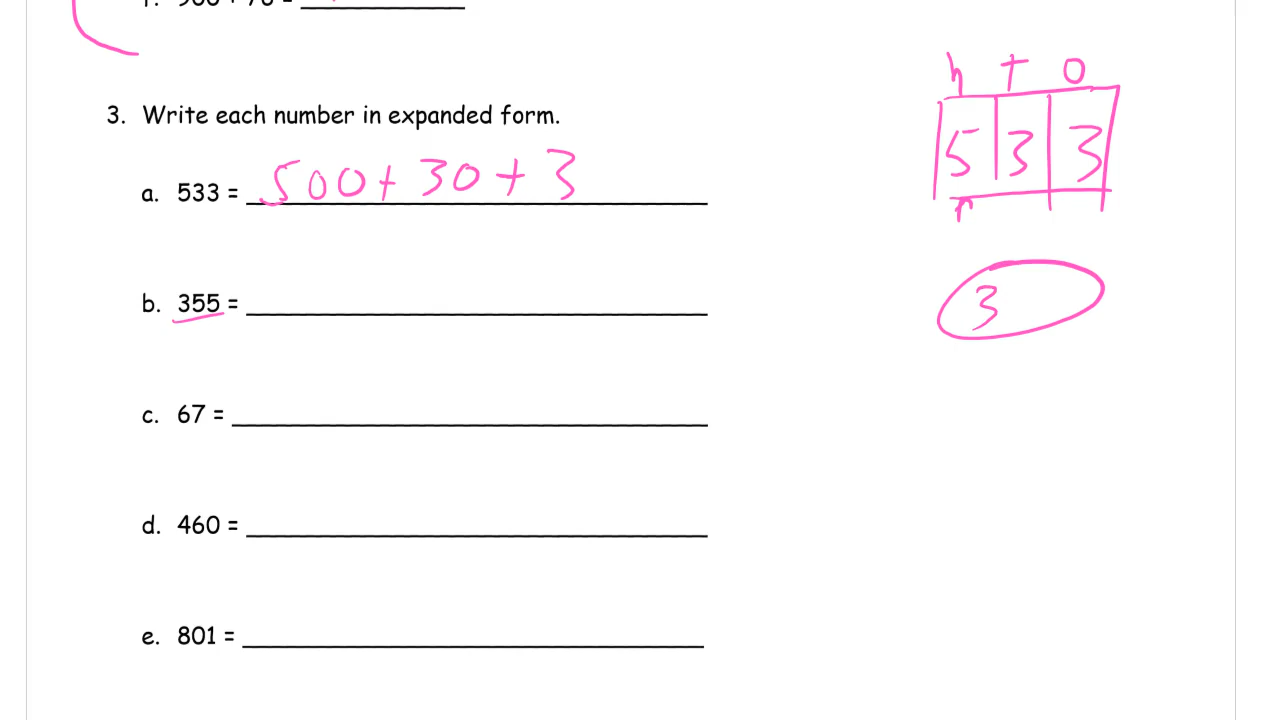 3. Write each number in expanded form.
a. 533 = 500 + 30 + 3
b. 355 =
c. 67 =
d. 460 =
e. 801 =
h T O
5 3 3
3